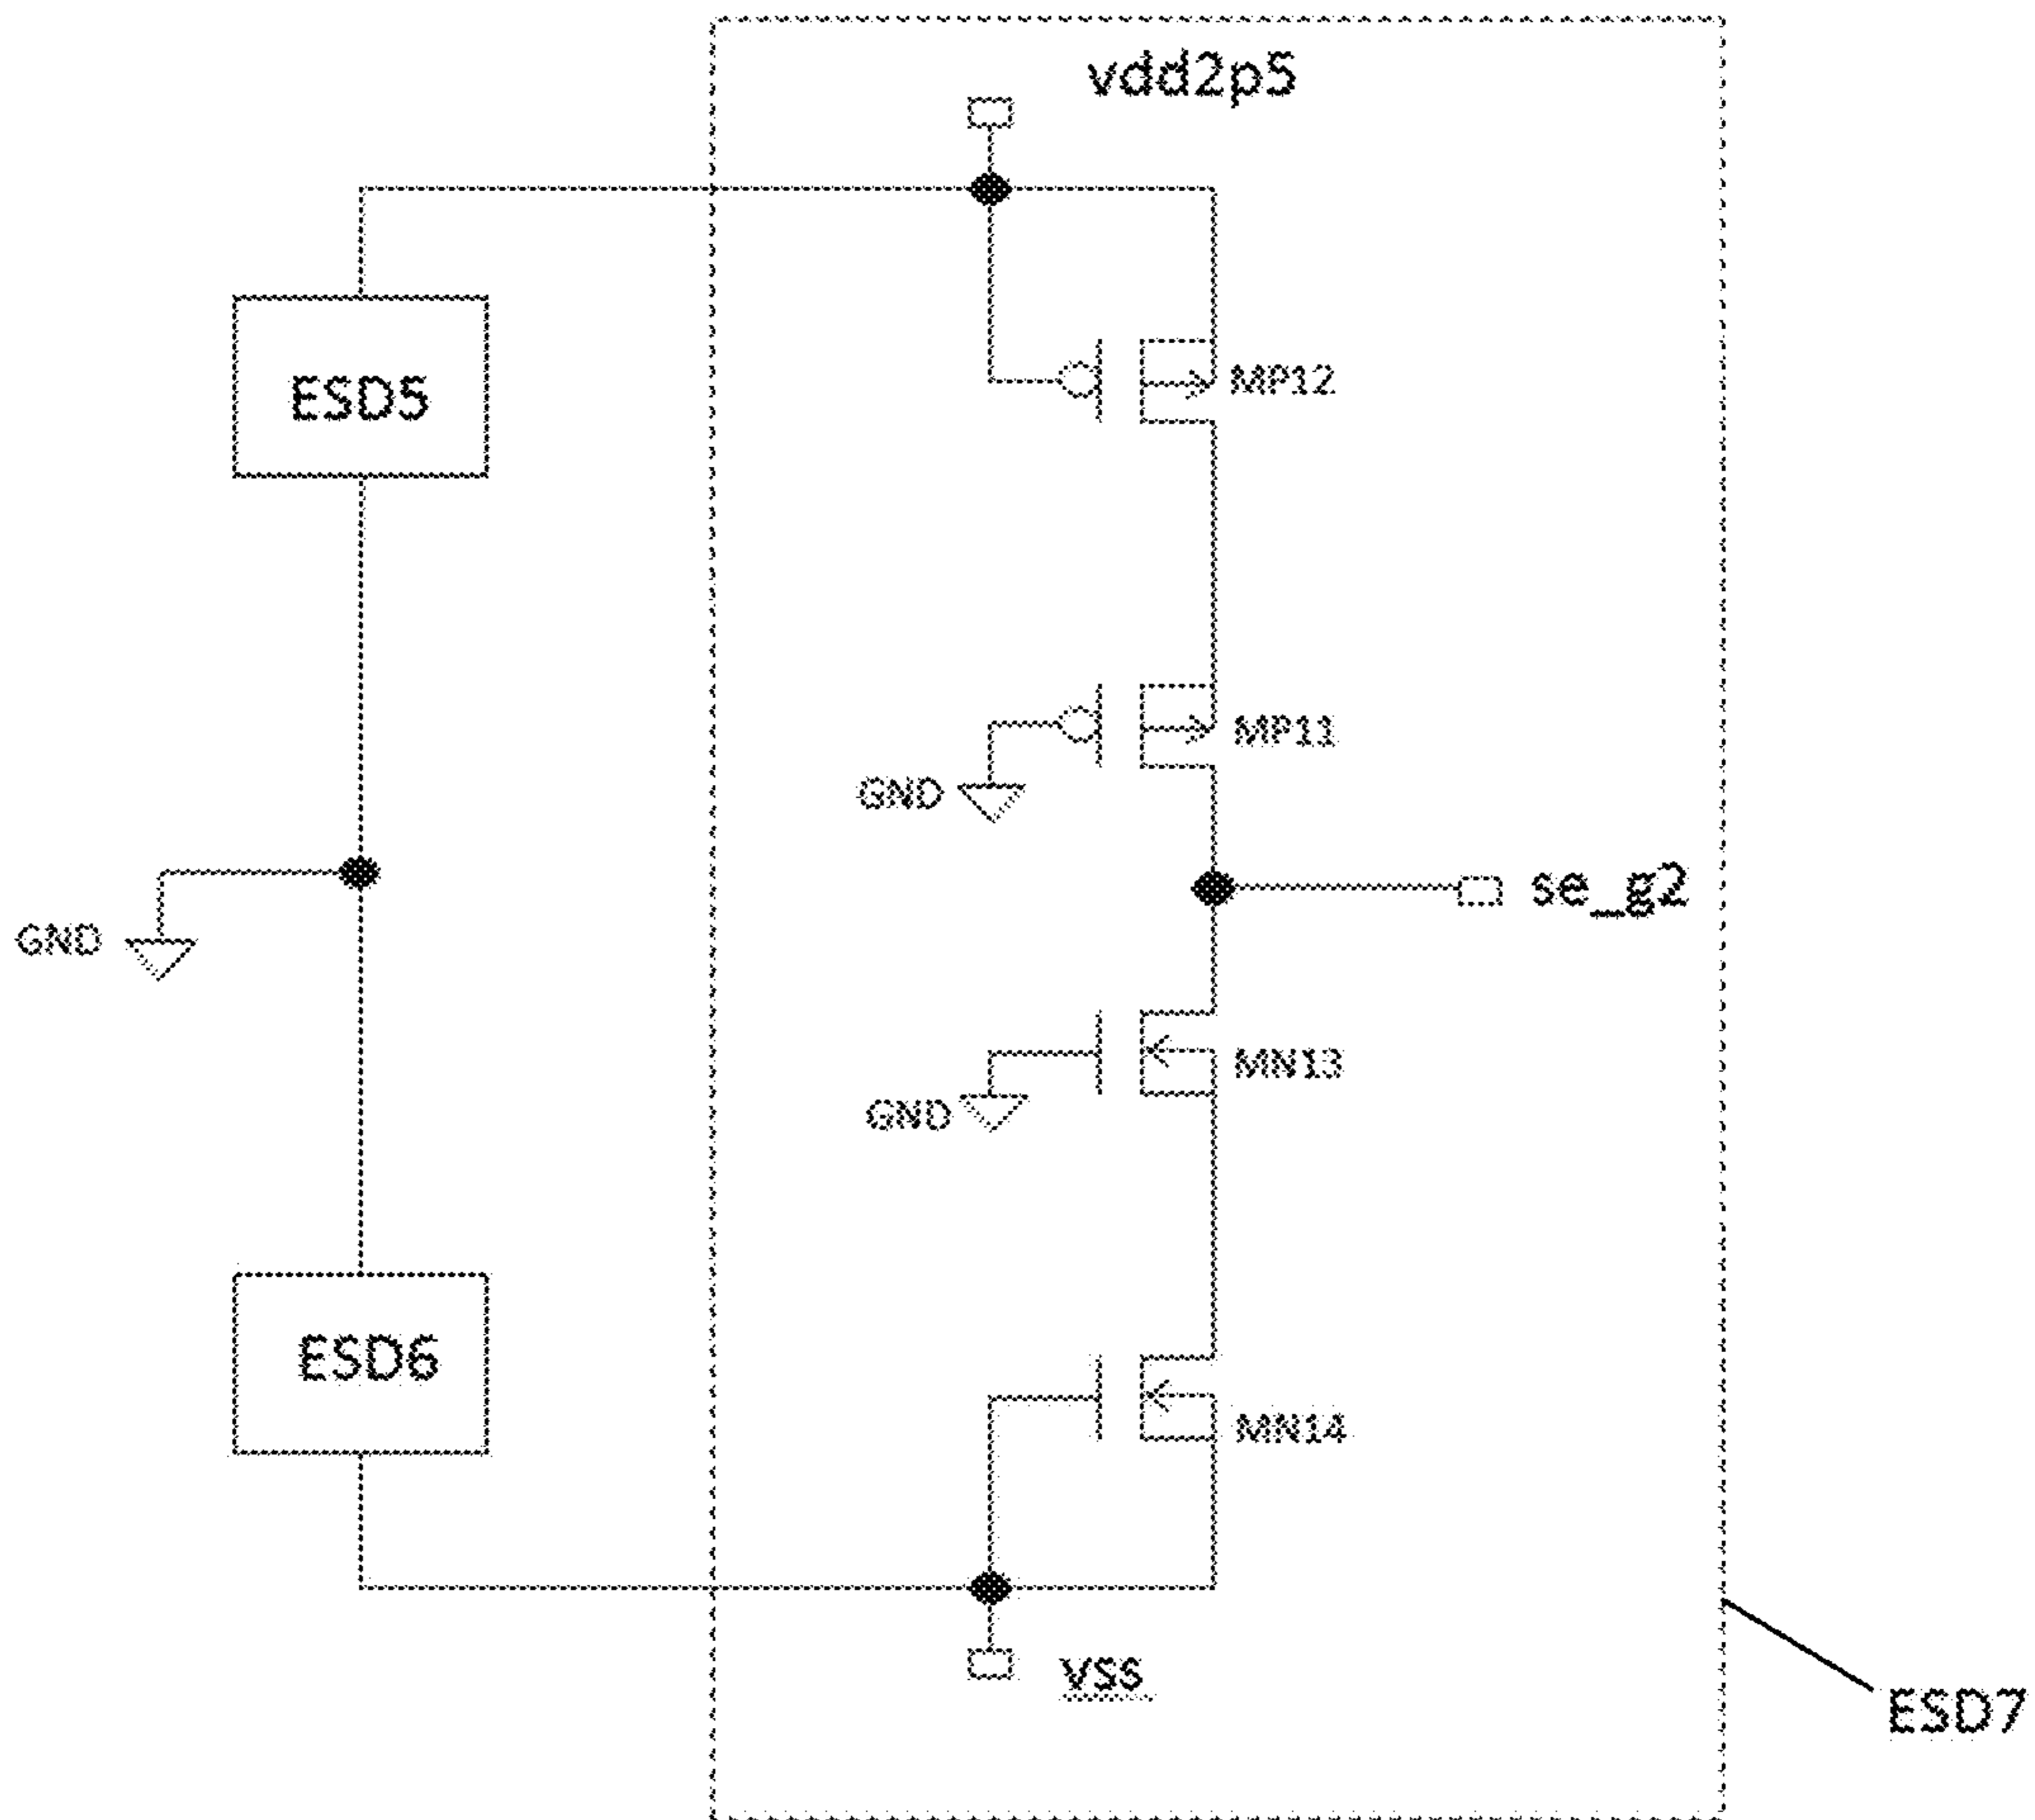 vdd2p5
ESD5
MP12
MP11
GND
se_g2
GND
MN13
GND
ESD6
MN14
vss
ESD7